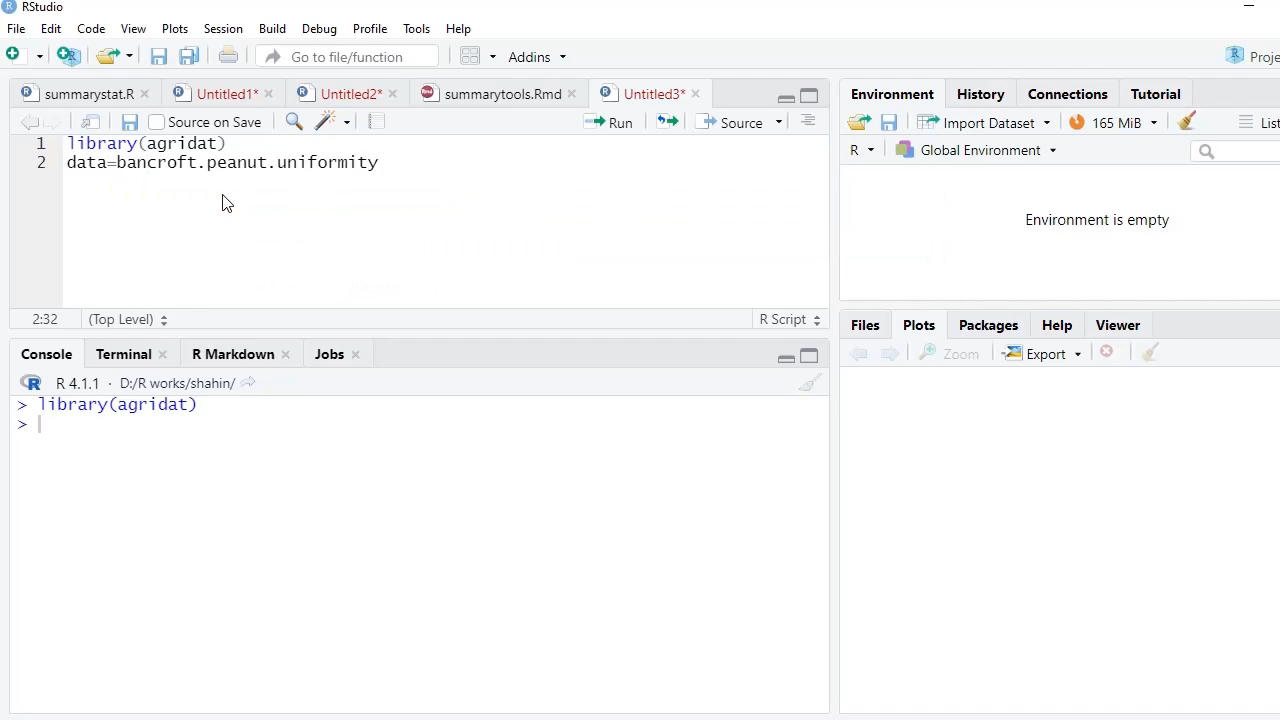 RStudio
File Edit Code View Plots Session Build Debug Profile Tools Help
Go to file/function Addins
summarystat.R Untitled1* Untitled2* summarytools.Rmd Untitled3*
Source on Save Run Source
1 library(agridat)
2 data=bancroft.peanut.uniformity
2:32 (Top Level) R Script
Console Terminal R Markdown Jobs
R 4.1.1 · D:/R works/shahin/
> library(agridat)
>
Proje
Environment History Connections Tutorial
Import Dataset 165 MiB List
R Global Environment
Environment is empty
Files Plots Packages Help Viewer
Zoom Export